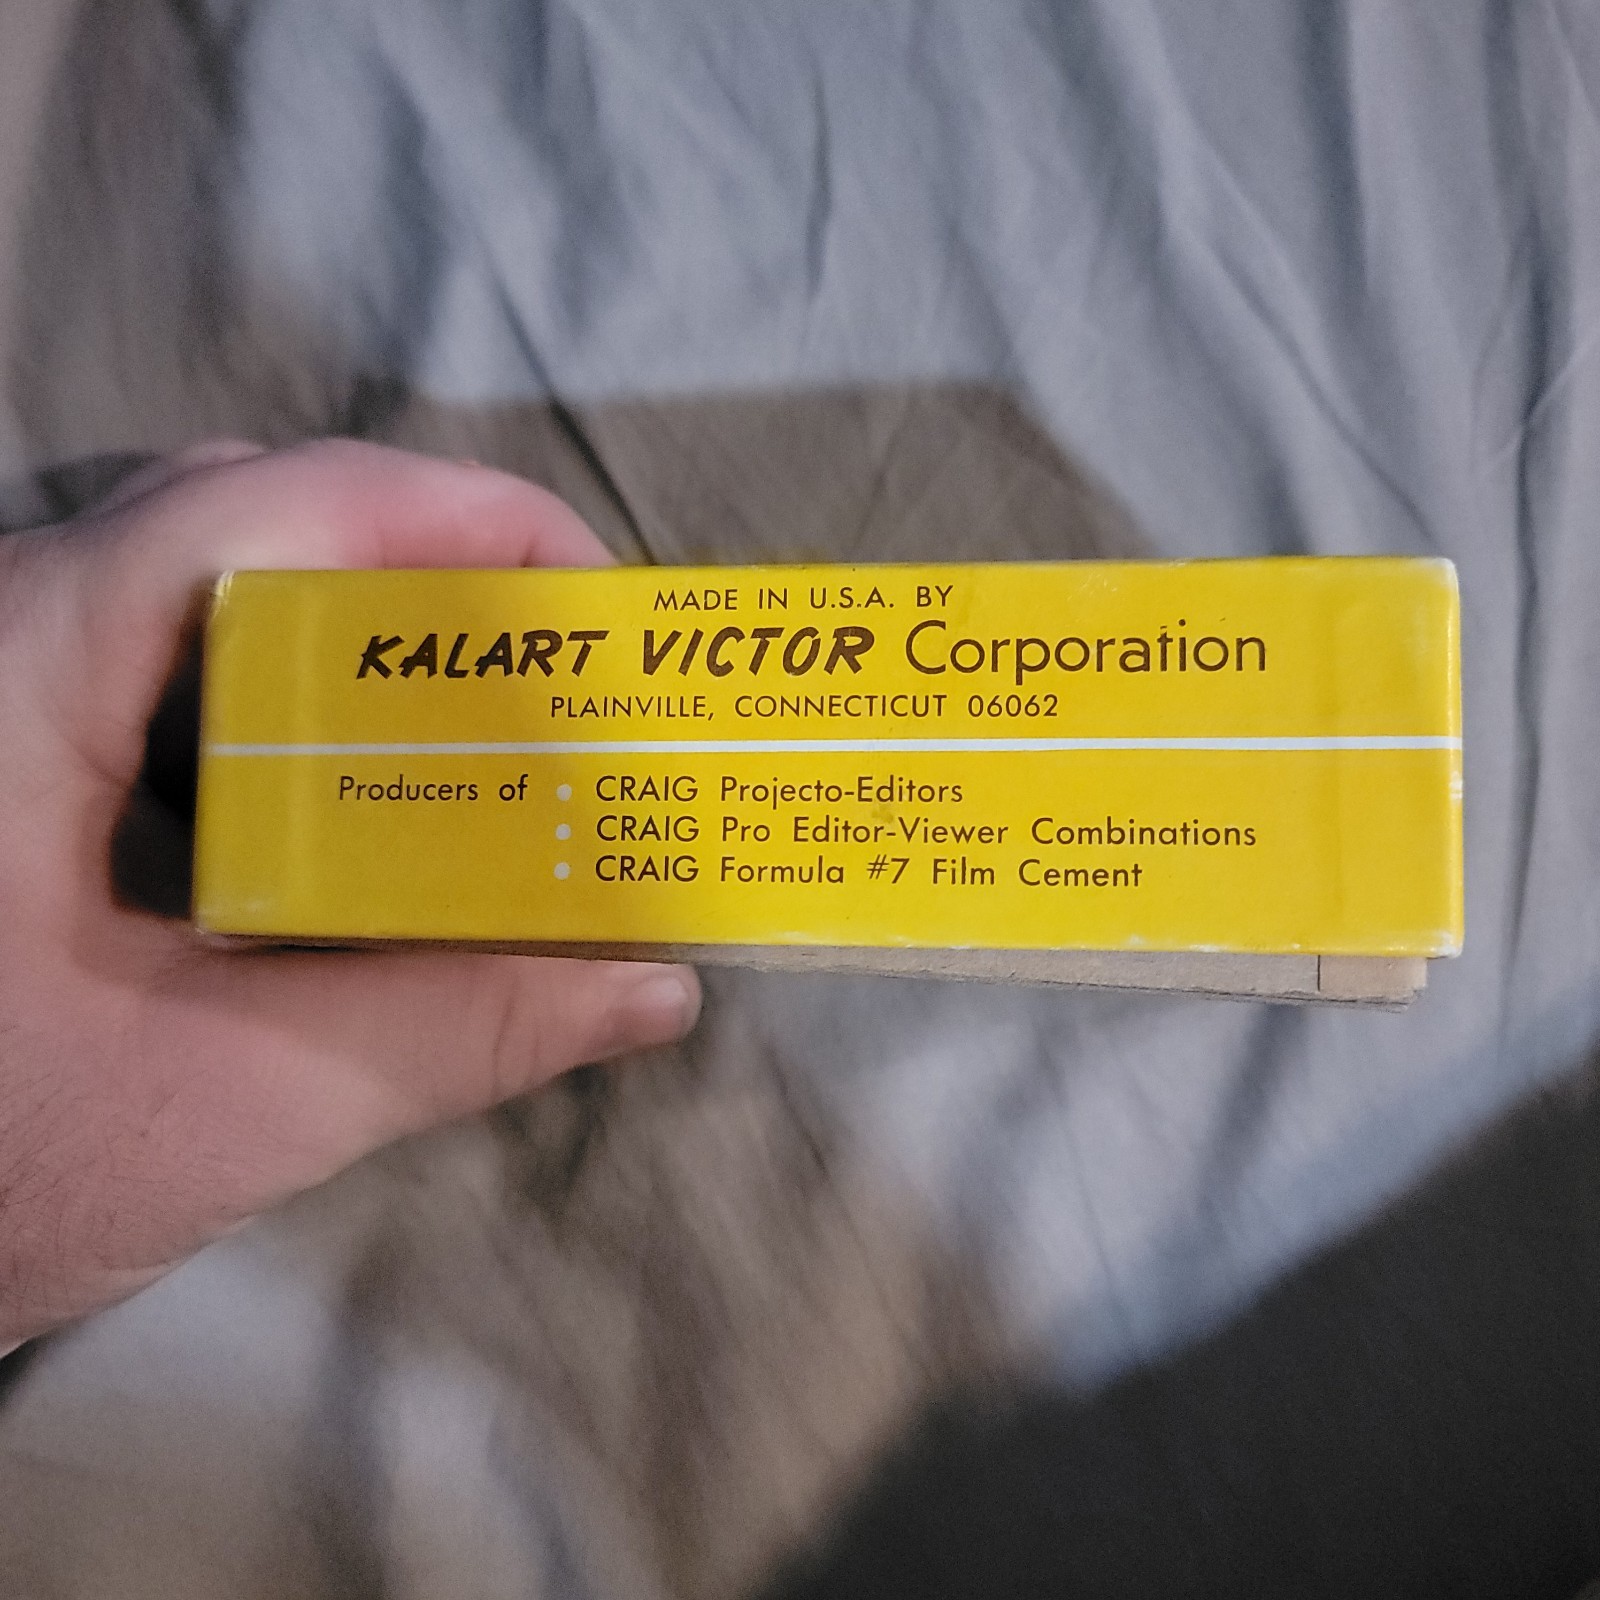 MADE IN U.S.A. BY
KALART VICTOR Corporation
PLAINVILLE, CONNECTICUT 06062
Producers of • CRAIG Projecto-Editors
• CRAIG Pro Editor-Viewer Combinations
• CRAIG Formula #7 Film Cement